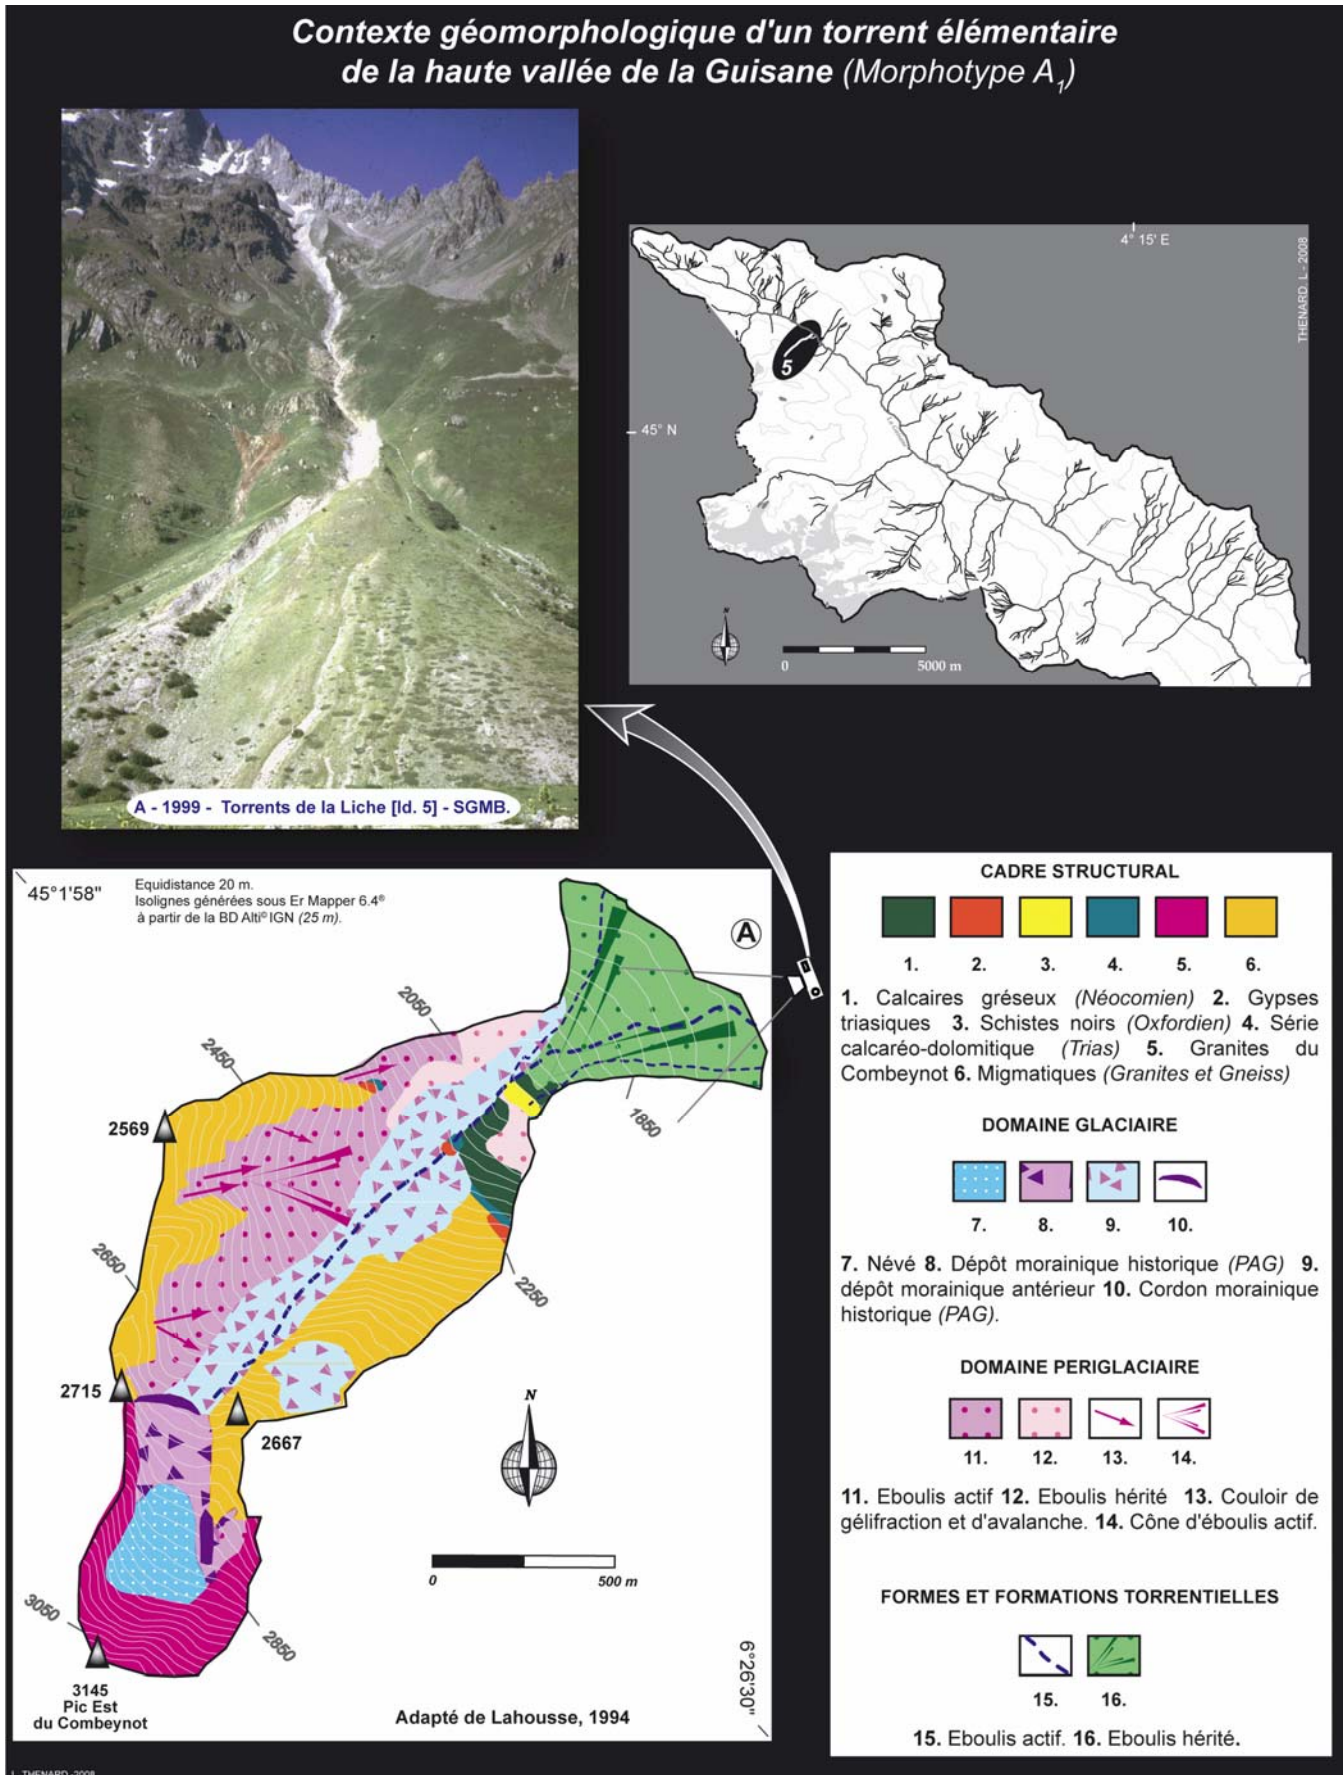 Contexte géomorphologique d'un torrent élémentaire
de la haute vallée de la Guisane (Morphotype A1)
A - 1999 - Torrents de la Liche [Id. 5] - SGMB.
4° 15' E
THENARD. L - 2008
5
45° N
N
0 5000 m
45°1'58"
Equidistance 20 m.
Isolignes générées sous Er Mapper 6.4®
à partir de la BD Alti© IGN (25 m).
A
2050
2450
2569
1850
2650
2250
2715
2667
N
0 500 m
3050
2850
3145
Pic Est
du Combeynot
6°26'30"
Adapté de Lahousse, 1994
CADRE STRUCTURAL
1. 2. 3. 4. 5. 6.
1. Calcaires gréseux (Néocomien) 2. Gypses
triasiques 3. Schistes noirs (Oxfordien) 4. Série
calcaréo-dolomitique (Trias) 5. Granites du
Combeynot 6. Migmatiques (Granites et Gneiss)
DOMAINE GLACIAIRE
7. 8. 9. 10.
7. Névé 8. Dépôt morainique historique (PAG) 9.
dépôt morainique antérieur 10. Cordon morainique
historique (PAG).
DOMAINE PERIGLACIAIRE
11. 12. 13. 14.
11. Eboulis actif 12. Eboulis hérité 13. Couloir de
gélifraction et d'avalanche. 14. Cône d'éboulis actif.
FORMES ET FORMATIONS TORRENTIELLES
15. 16.
15. Eboulis actif. 16. Eboulis hérité.
L. THENARD -2008